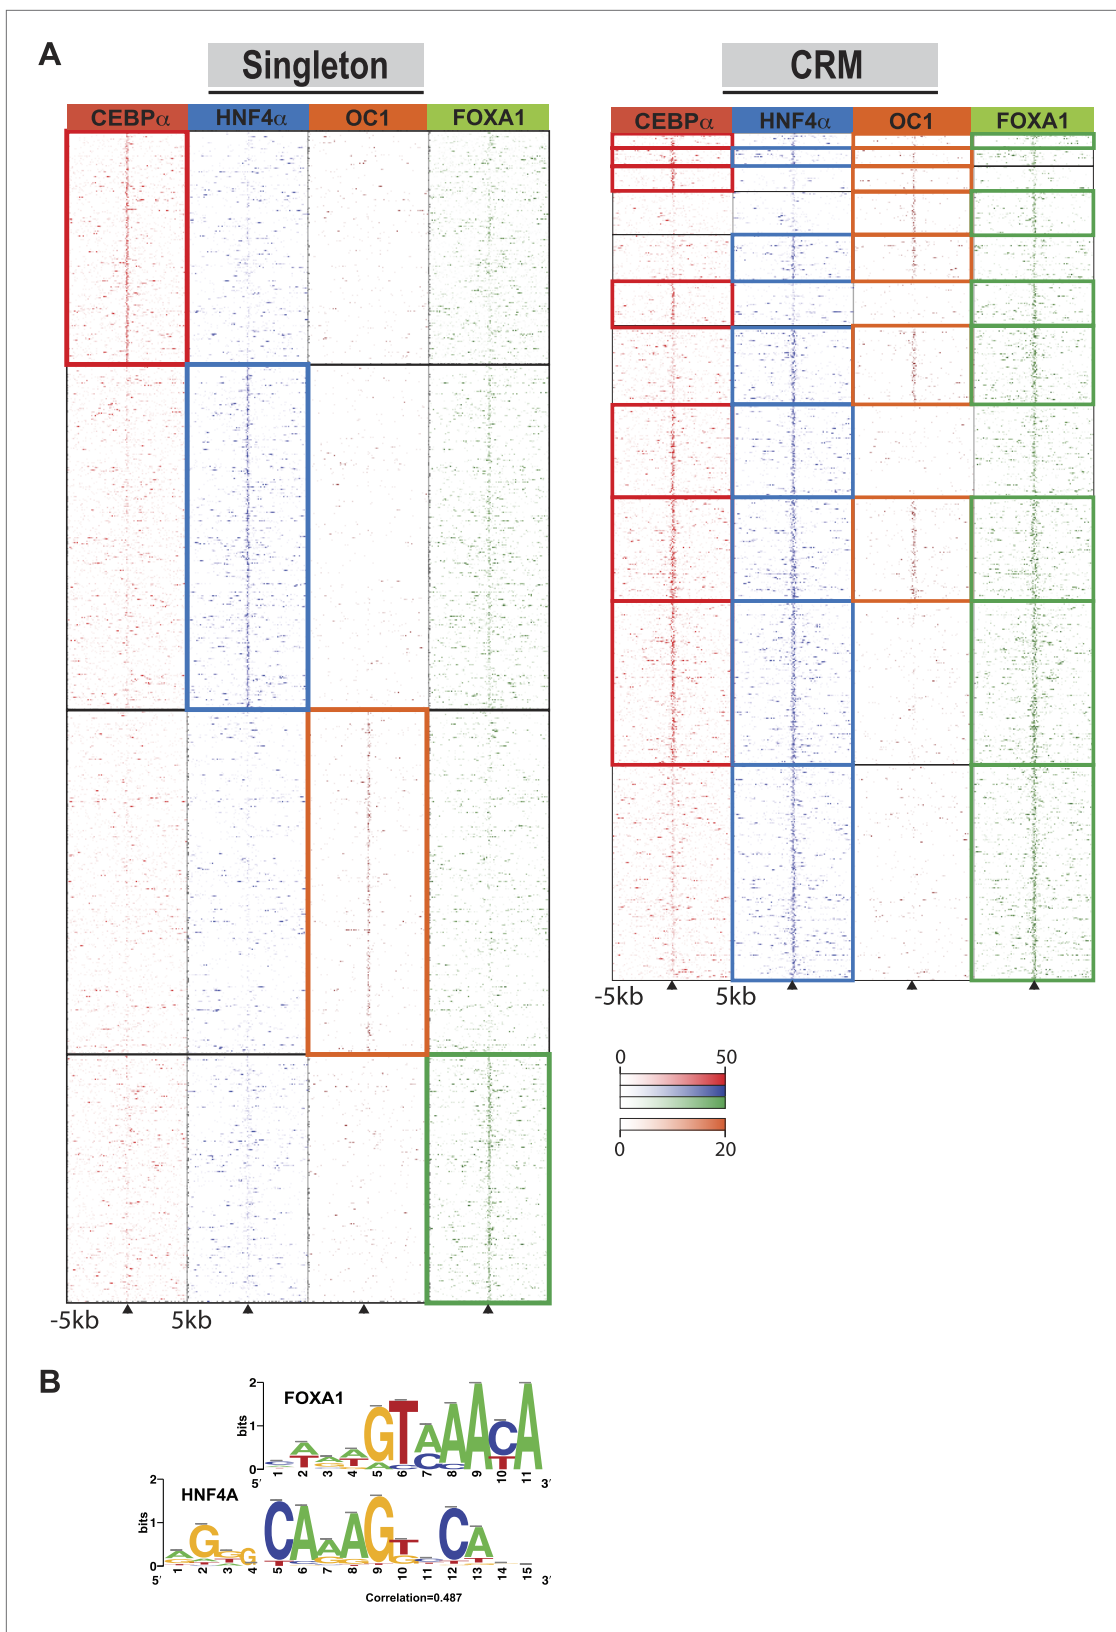 A
Singleton
CRM
CEBPα HNF4α OC1 FOXA1
CEBPα HNF4α OC1 FOXA1
-5kb 5kb
0 50
0 20
-5kb 5kb
B
FOXA1
2
1
0
bits
5' 1 2 3 4 5 6 7 8 9 10 11 3'
HNF4A
2
1
0
bits
5' 1 2 3 4 5 6 7 8 9 10 11 12 13 14 15 3'
Correlation=0.487